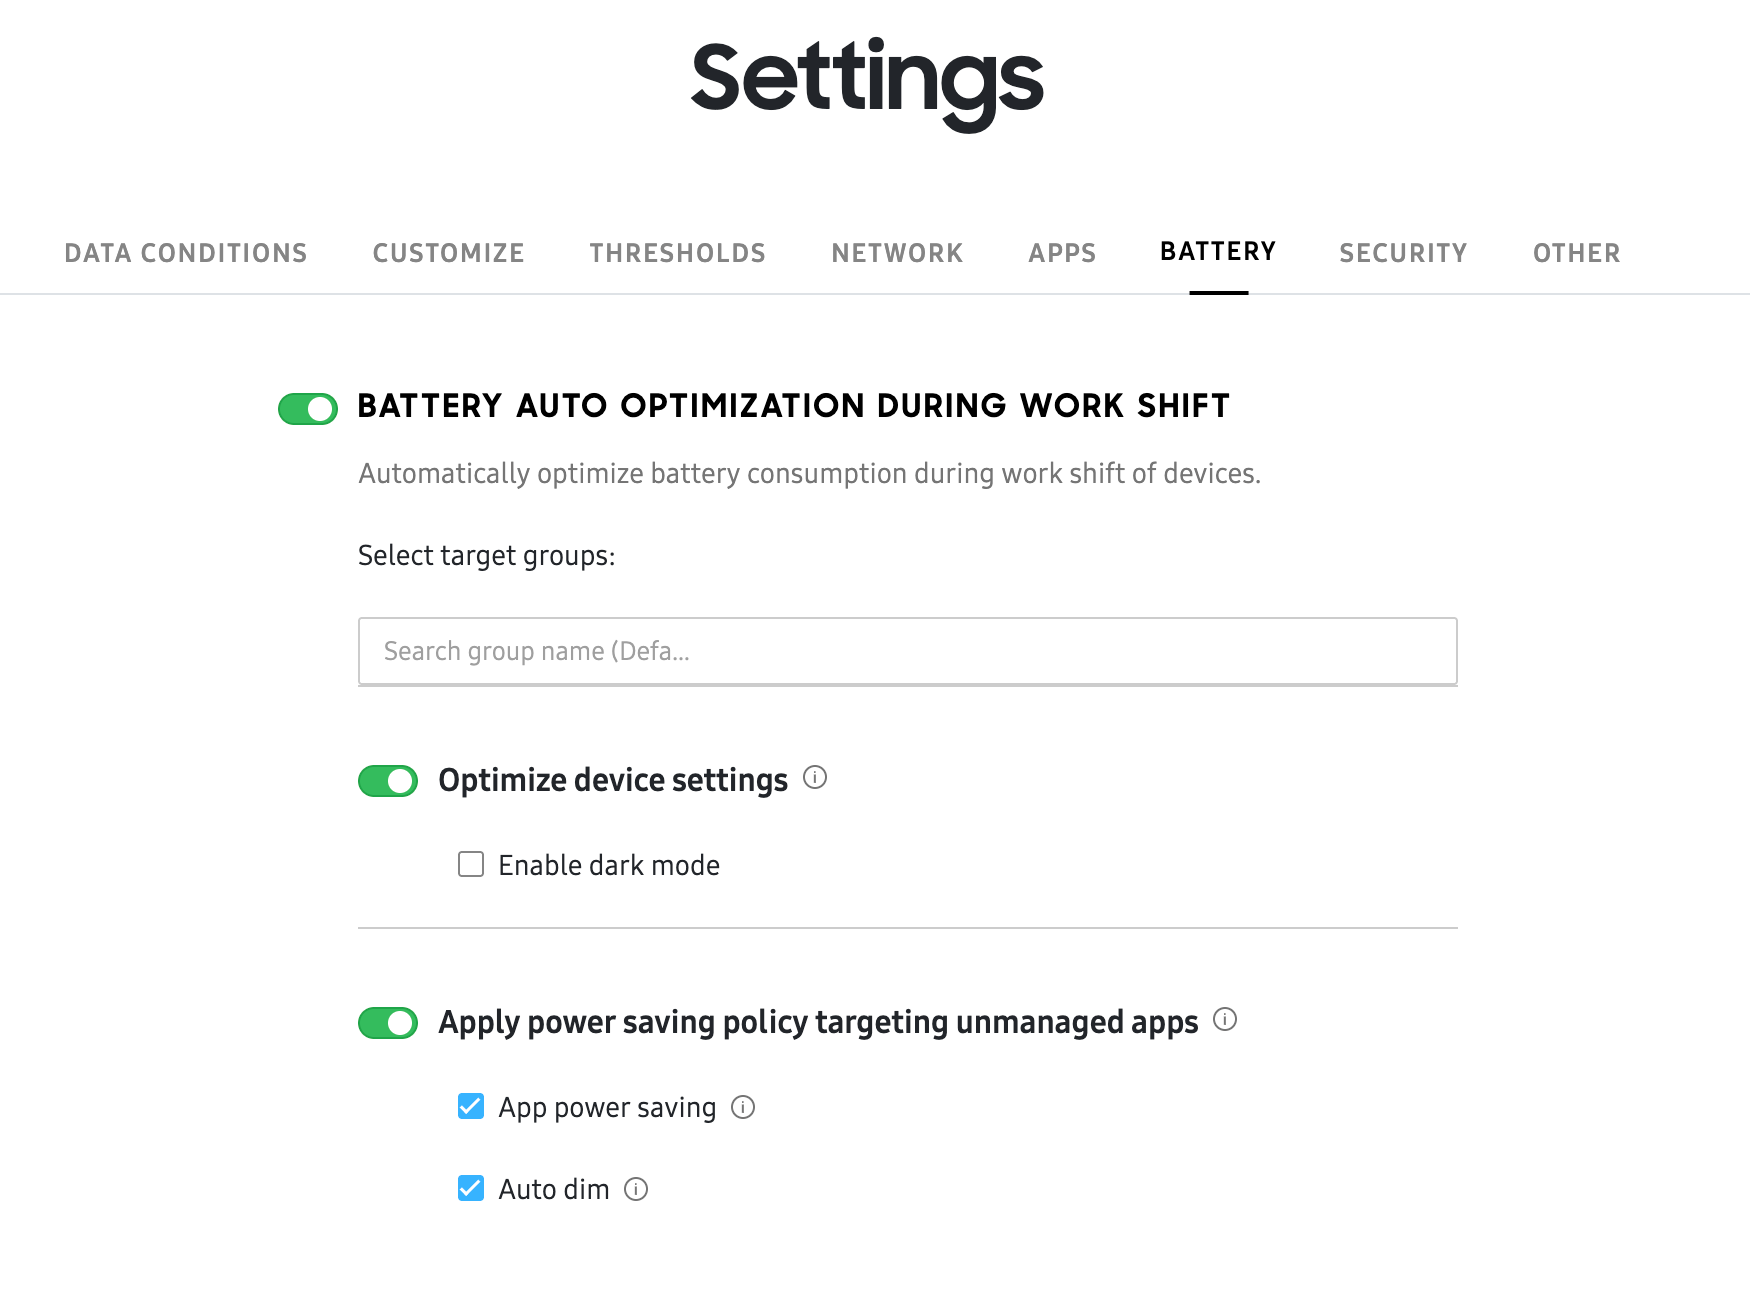 Settings
DATA CONDITIONS CUSTOMIZE THRESHOLDS NETWORK APPS BATTERY SECURITY OTHER
BATTERY AUTO OPTIMIZATION DURING WORK SHIFT
Automatically optimize battery consumption during work shift of devices.
Select target groups:
Search group name (Defa...
Optimize device settings
Enable dark mode
Apply power saving policy targeting unmanaged apps
App power saving
Auto dim